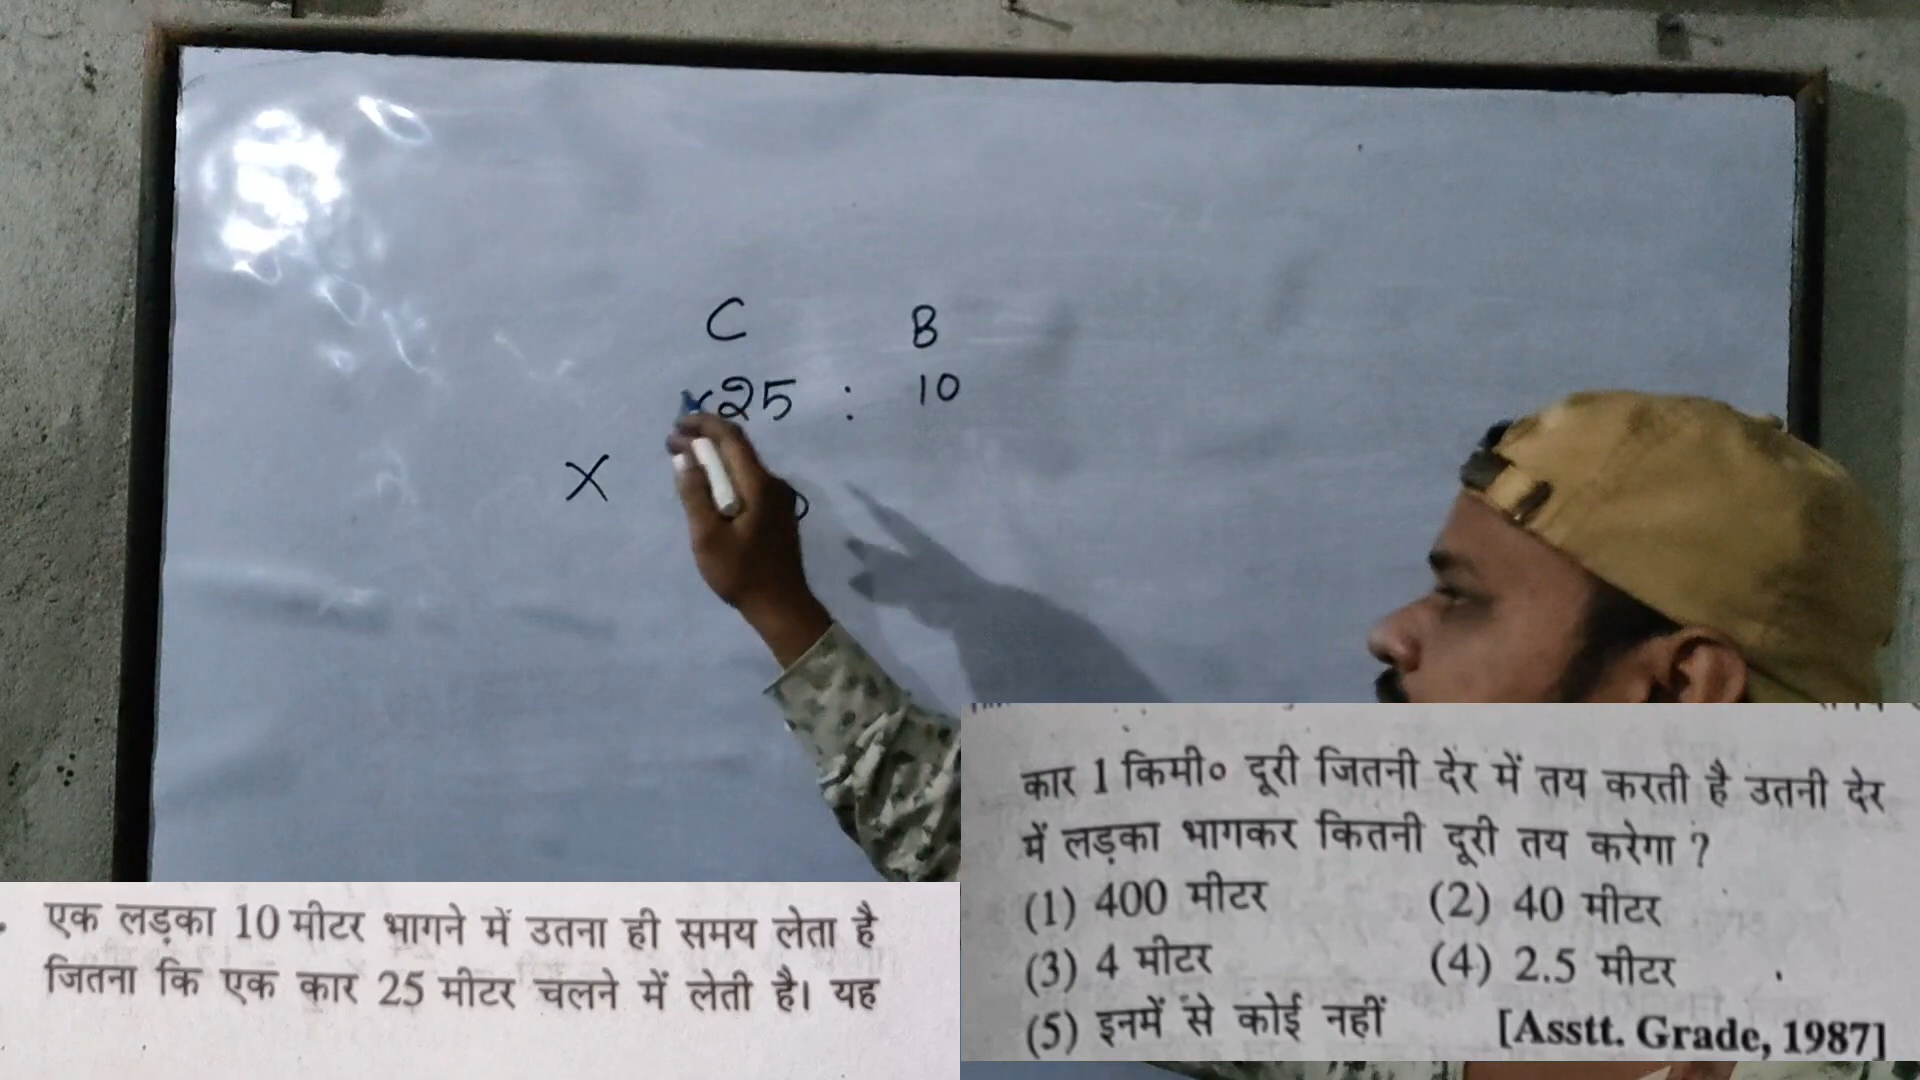 C B
25 : 10
X
एक लड़का 10 मीटर भागने में उतना ही समय लेता है
जितना कि एक कार 25 मीटर चलने में लेती है। यह
कार 1 किमी० दूरी जितनी देर में तय करती है उतनी देर
में लड़का भागकर कितनी दूरी तय करेगा ?
(1) 400 मीटर (2) 40 मीटर
(3) 4 मीटर (4) 2.5 मीटर
(5) इनमें से कोई नहीं [Asstt. Grade, 1987]